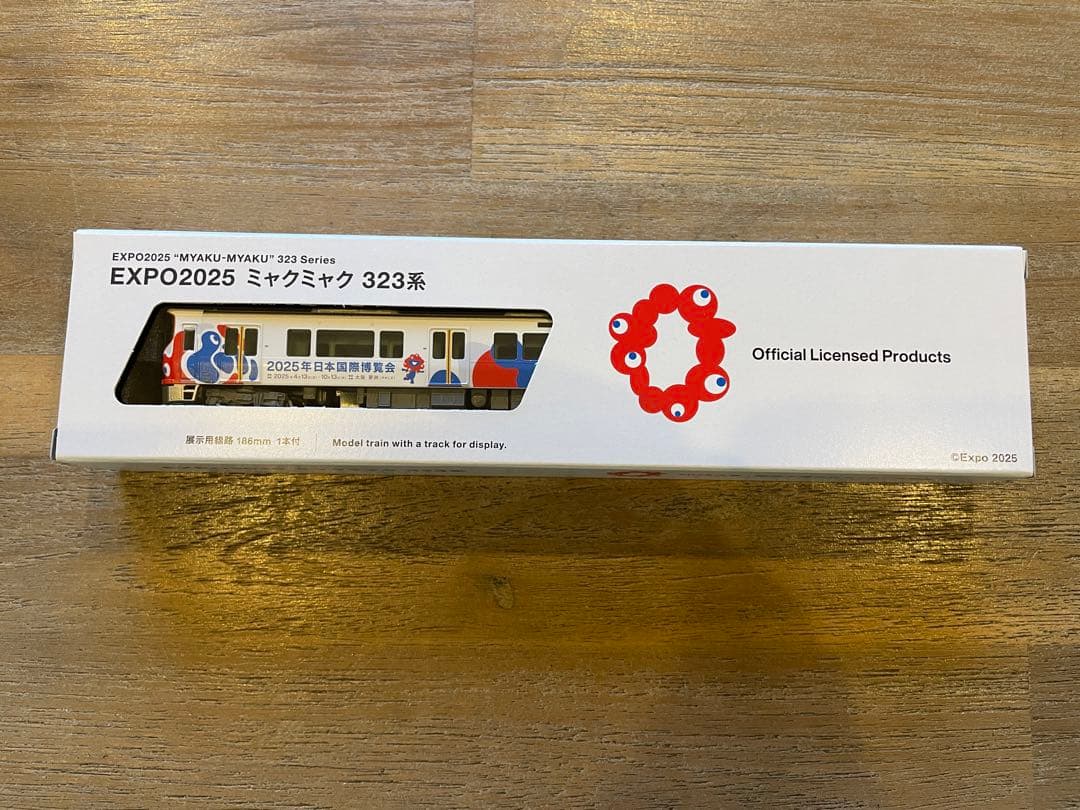 EXPO2025 “MYAKU-MYAKU” 323 Series
EXPO2025 ミャクミャク 323系
2025年日本国際博覧会
展示用線路 186mm 1本付
Model train with a track for display.
Official Licensed Products
©Expo 2025